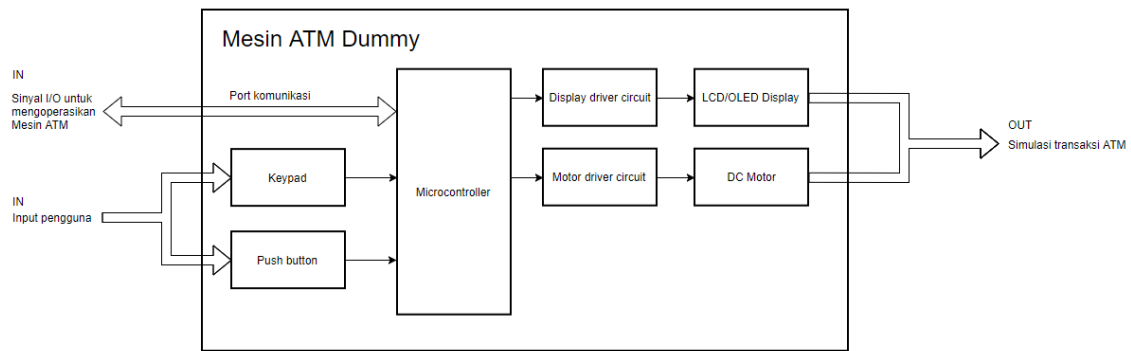 Mesin ATM Dummy
IN
Sinyal I/O untuk
mengoperasikan
Mesin ATM
Port komunikasi
Display driver circuit
LCD/OLED Display
OUT
Simulasi transaksi ATM
Keypad
Microcontroller
Motor driver circuit
DC Motor
IN
Input pengguna
Push button